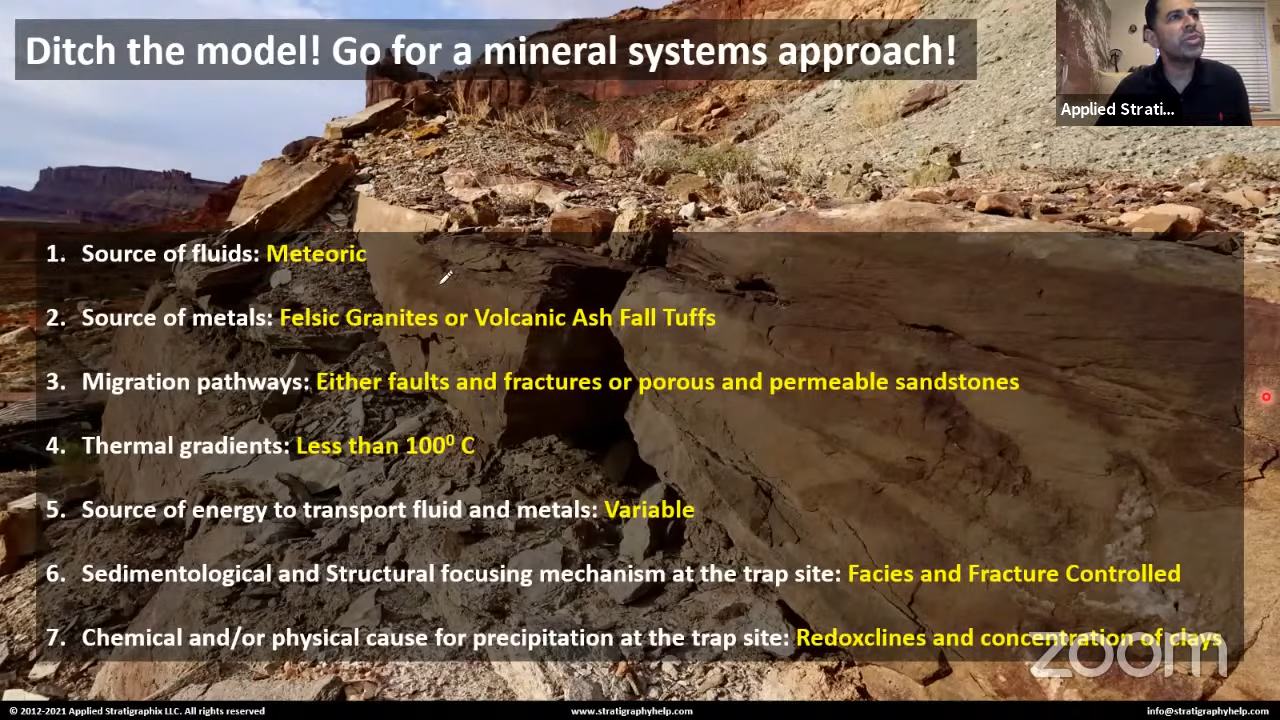 Ditch the model! Go for a mineral systems approach!
Applied Strati...
1. Source of fluids: Meteoric
2. Source of metals: Felsic Granites or Volcanic Ash Fall Tuffs
3. Migration pathways: Either faults and fractures or porous and permeable sandstones
4. Thermal gradients: Less than 100⁰ C
5. Source of energy to transport fluid and metals: Variable
6. Sedimentological and Structural focusing mechanism at the trap site: Facies and Fracture Controlled
7. Chemical and/or physical cause for precipitation at the trap site: Redoxclines and concentration of clays
zoom
© 2012-2021 Applied Stratigraphix LLC. All rights reserved
www.stratigraphyhelp.com
info@stratigraphyhelp.com